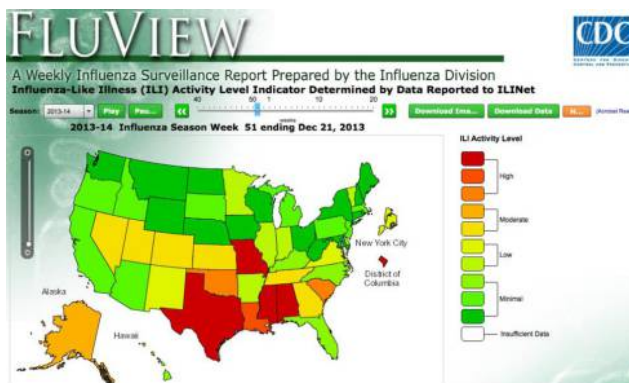 FLUVIEW
CDC
A Weekly Influenza Surveillance Report Prepared by the Influenza Division
Influenza-Like Illness (ILI) Activity Level Indicator Determined by Data Reported to ILINet
40 50 1 10 20
Season: 2013-14 Play Pau... Download Ima... Download Data H...
2013-14 Influenza Season Week 51 ending Dec 21, 2013
ILI Activity Level
High
Moderate
Low
Minimal
Insufficient Data
New York City
District of
Columbia
Alaska
Hawaii